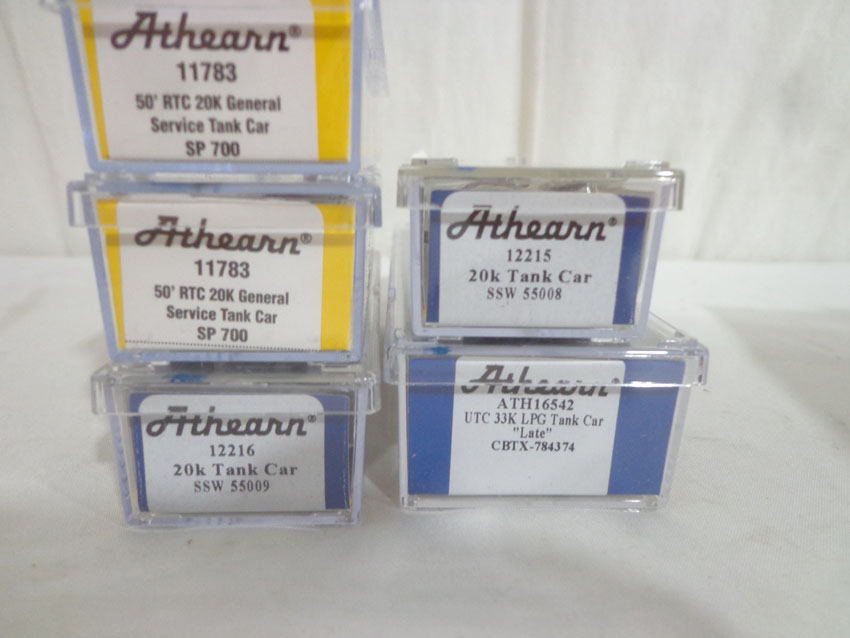 Athearn®
11783
50' RTC 20K General
Service Tank Car
SP 700
Athearn®
11783
50' RTC 20K General
Service Tank Car
SP 700
Athearn®
12216
20k Tank Car
SSW 55009
Athearn®
12215
20k Tank Car
SSW 55008
Athearn®
ATH16542
UTC 33K LPG Tank Car
"Late"
CBTX-784374